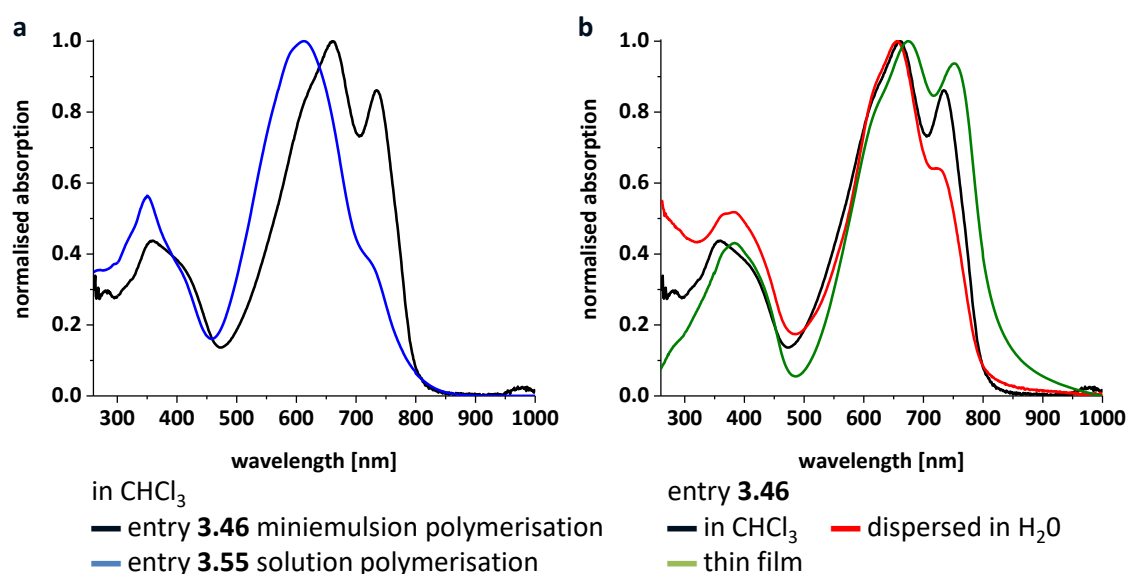 a
1.0
0.8
0.6
0.4
0.2
0.0
normalised absorption
300 400 500 600 700 800 900 1000
wavelength [nm]
in CHCl3
entry 3.46 miniemulsion polymerisation
entry 3.55 solution polymerisation
b
1.0
0.8
0.6
0.4
0.2
0.0
normalised absorption
300 400 500 600 700 800 900 1000
wavelength [nm]
entry 3.46
in CHCl3 dispersed in H20
thin film